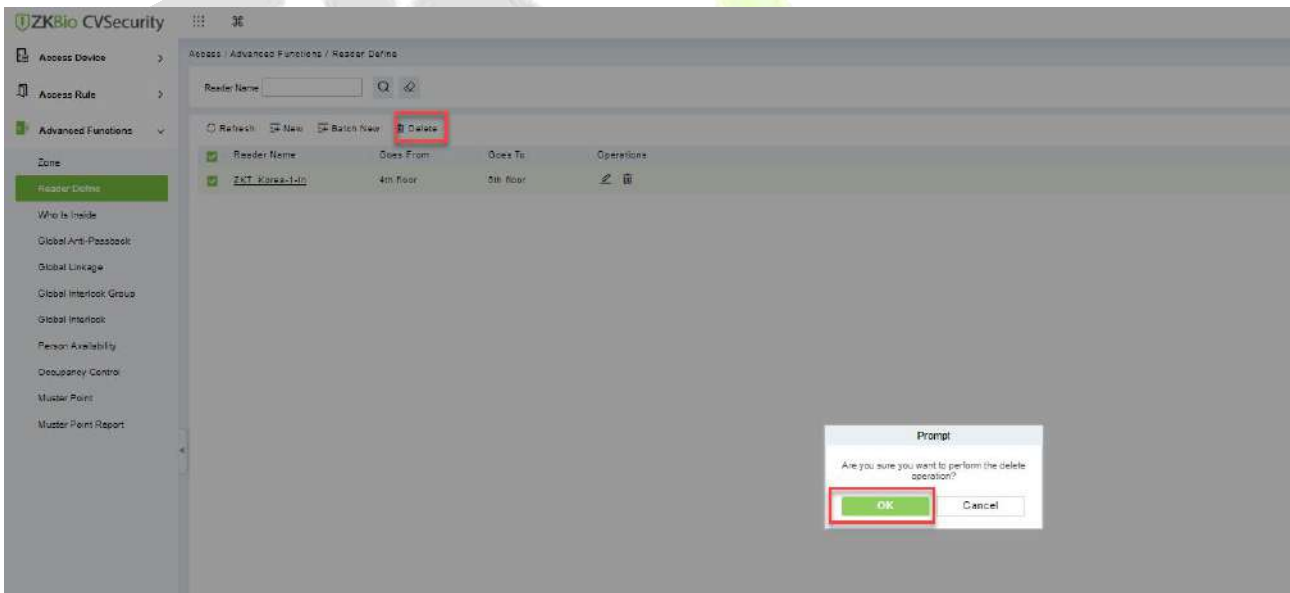 ZKBio CVSecurity
Access Device
Access / Advanced Functions / Reader Define
Reader Name
Access Rule
Advanced Functions
Refresh New Batch New Delete
Reader Name Goes From Goes To Operations
Zone
ZKT_Korea-1-In 4th floor 5th floor
Reader Define
Who Is Inside
Global Anti-Passback
Global Linkage
Global Interlock Group
Global Interlock
Person Availability
Occupancy Control
Muster Point
Muster Point Report
Prompt
Are you sure you want to perform the delete
operation?
OK Cancel